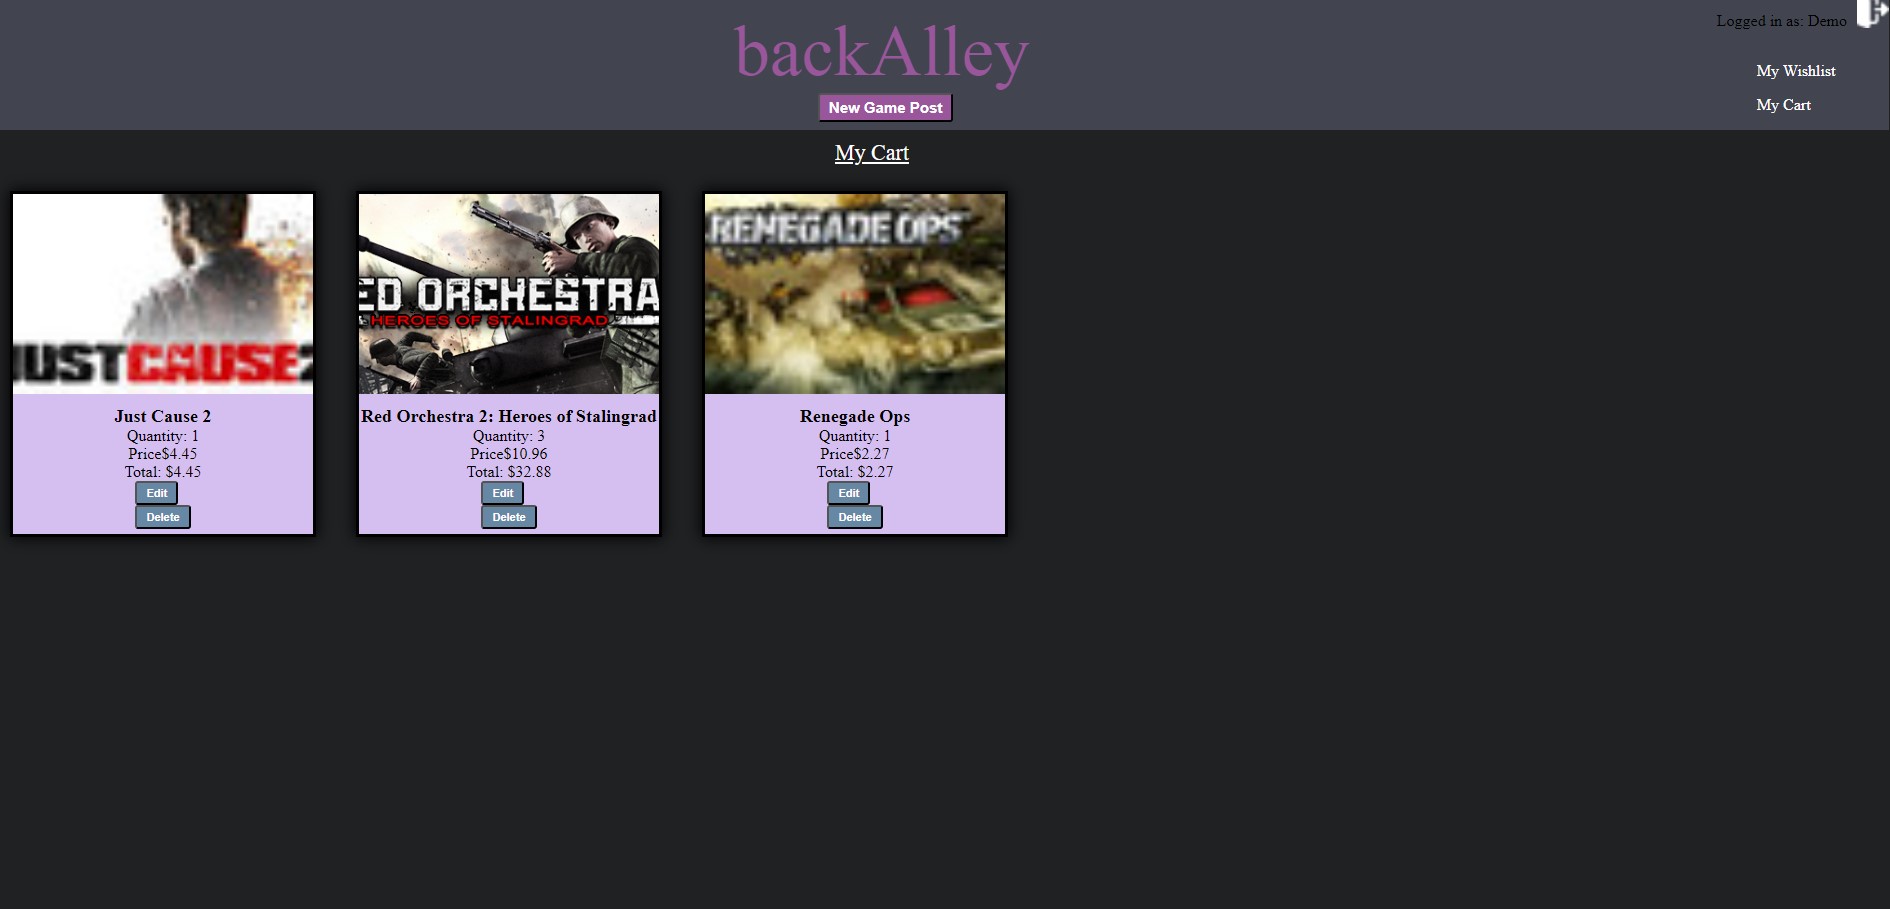 backAlley
Logged in as: Demo
New Game Post
My Wishlist
My Cart
My Cart
JUST CAUSE 2
Just Cause 2
Quantity: 1
Price$4.45
Total: $4.45
Edit
Delete
ED ORCHESTRA
HEROES OF STALINGRAD
Red Orchestra 2: Heroes of Stalingrad
Quantity: 3
Price$10.96
Total: $32.88
Edit
Delete
RENEGADE OPS
Renegade Ops
Quantity: 1
Price$2.27
Total: $2.27
Edit
Delete